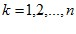 k = 1,2,...,n